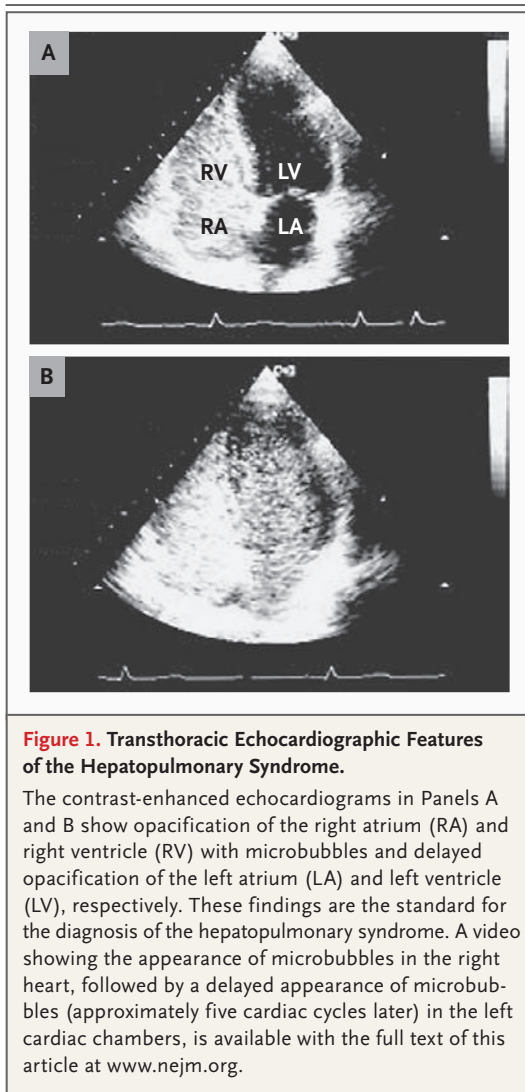 A
RV
LV
RA
LA
B
Figure 1. Transthoracic Echocardiographic Features
of the Hepatopulmonary Syndrome.
The contrast-enhanced echocardiograms in Panels A
and B show opacification of the right atrium (RA) and
right ventricle (RV) with microbubbles and delayed
opacification of the left atrium (LA) and left ventricle
(LV), respectively. These findings are the standard for
the diagnosis of the hepatopulmonary syndrome. A video
showing the appearance of microbubbles in the right
heart, followed by a delayed appearance of microbub-
bles (approximately five cardiac cycles later) in the left
cardiac chambers, is available with the full text of this
article at www.nejm.org.